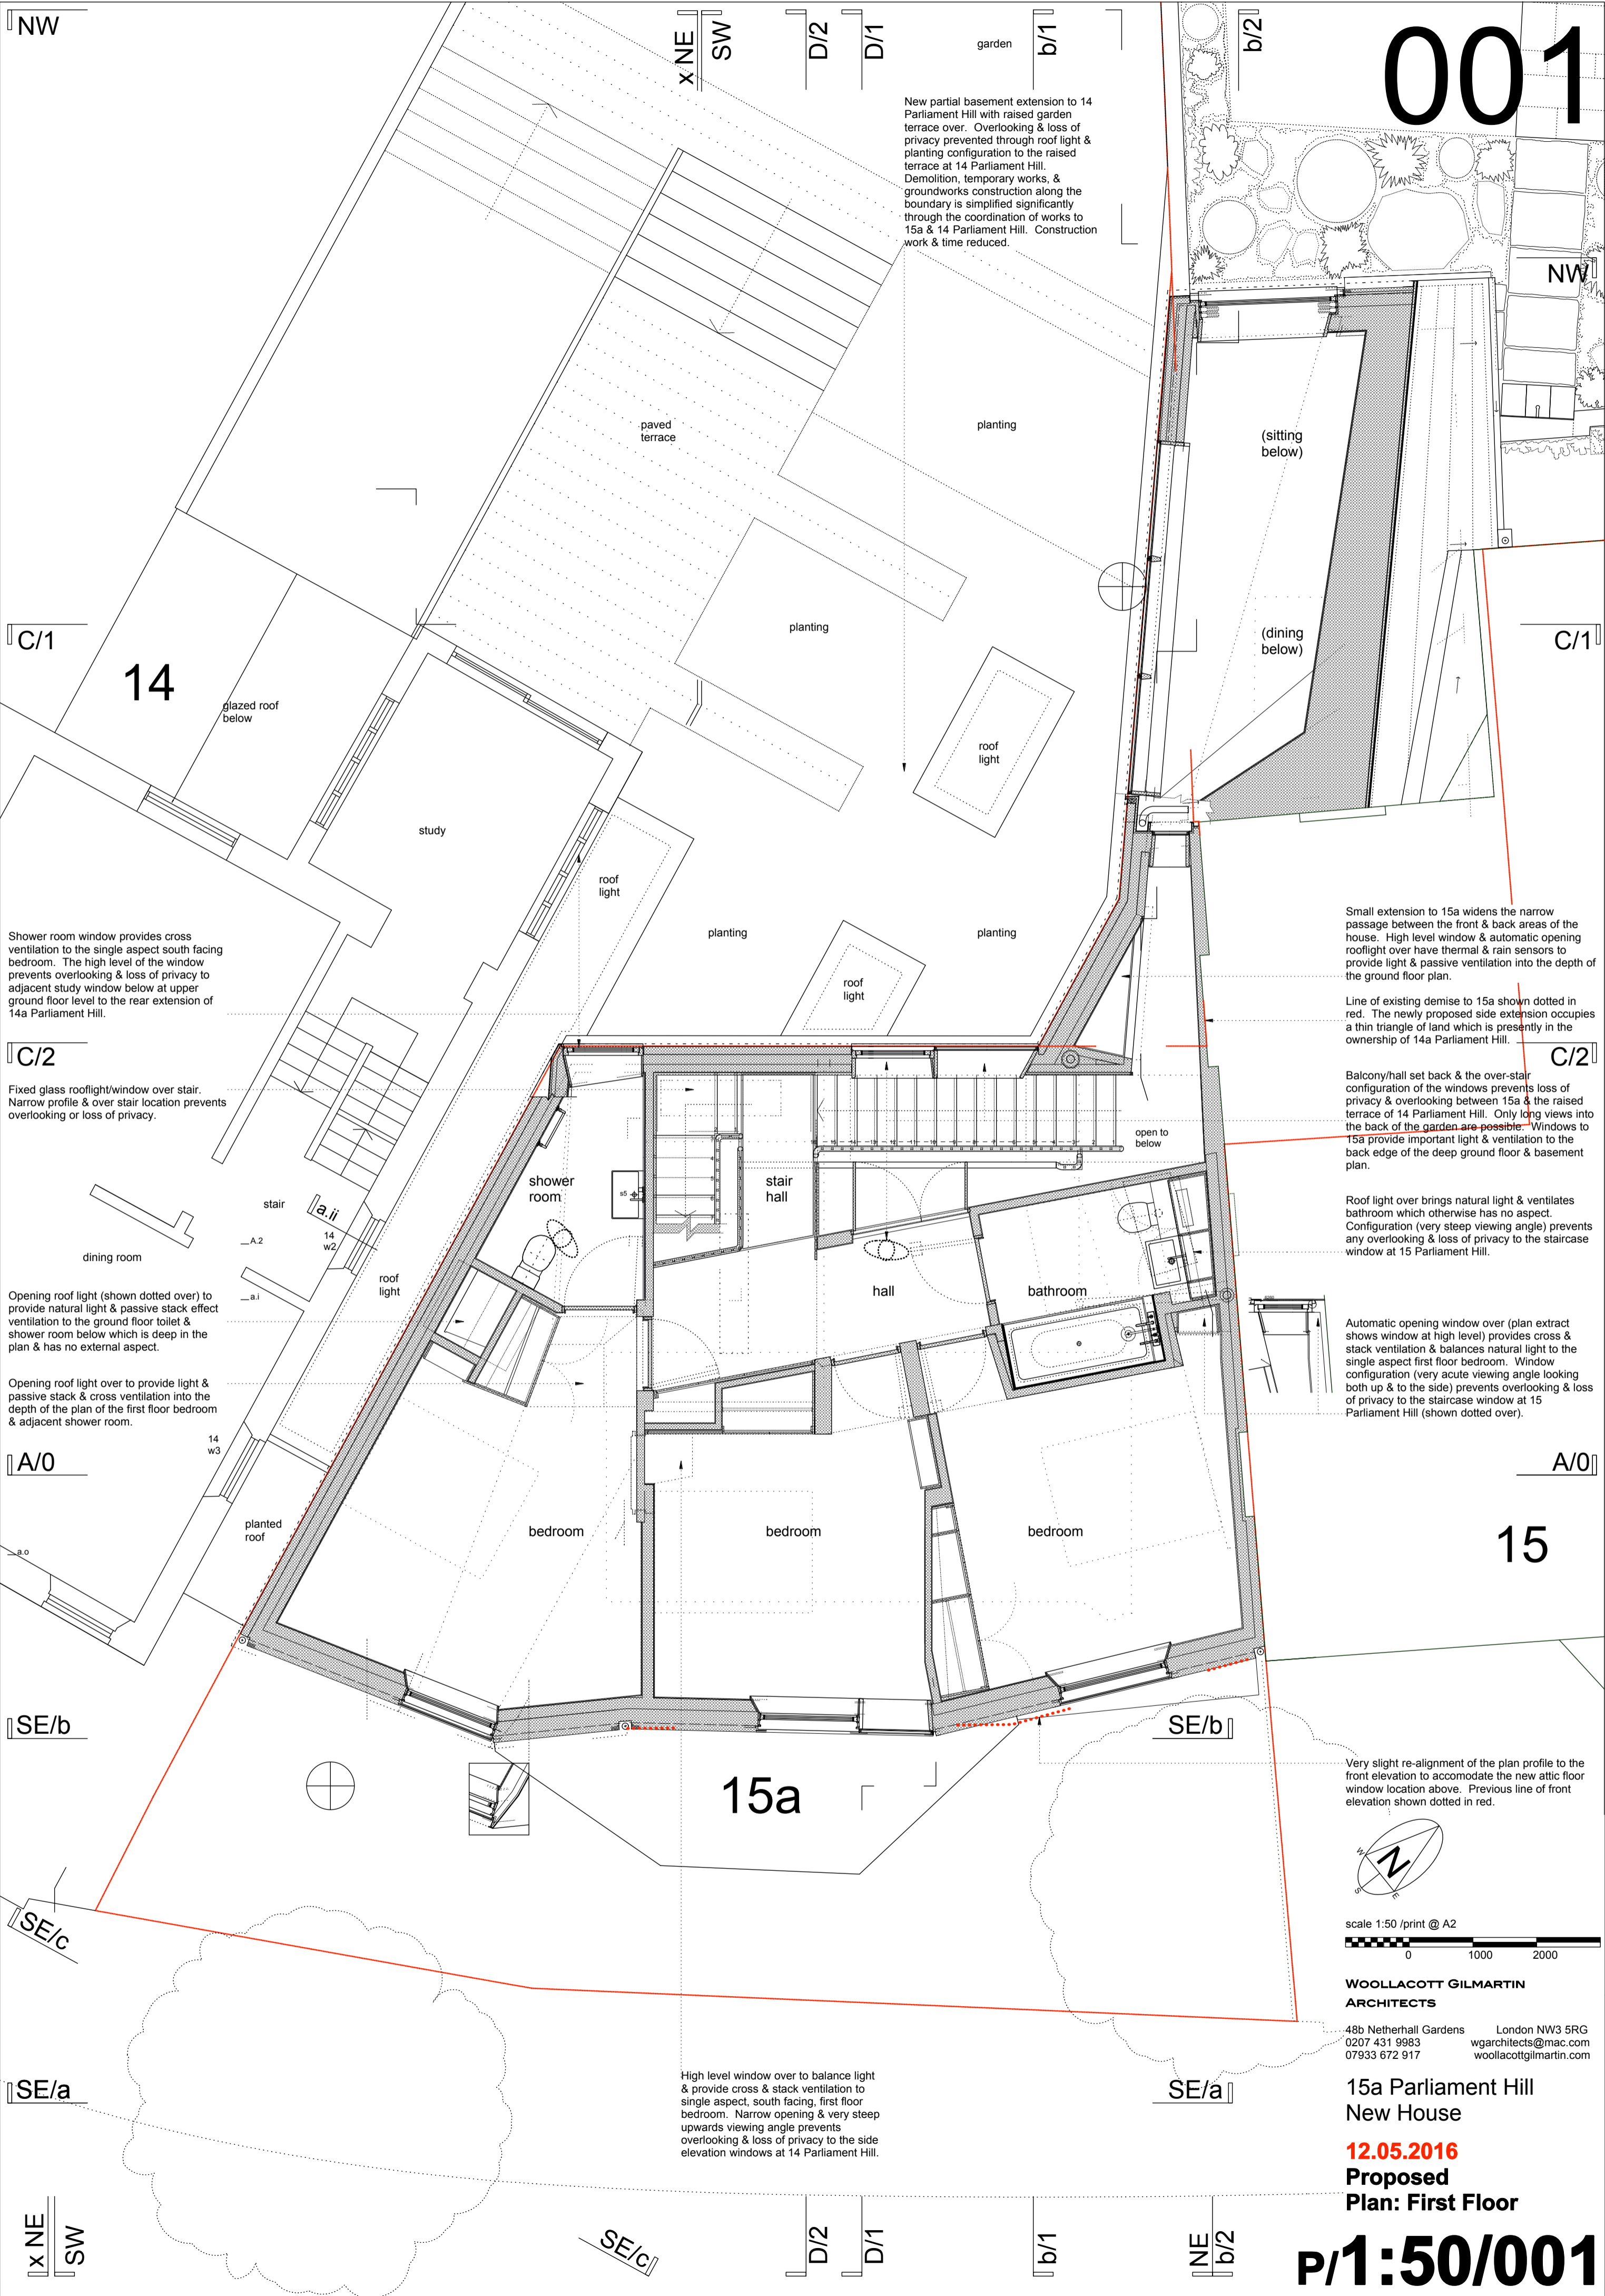 NW
x NE
SW
D/2
D/1
garden
b/1
b/2
001
New partial basement extension to 14
Parliament Hill with raised garden
terrace over. Overlooking & loss of
privacy prevented through roof light &
planting configuration to the raised
terrace at 14 Parliament Hill.
Demolition, temporary works, &
groundworks construction along the
boundary is simplified significantly
through the coordination of works to
15a & 14 Parliament Hill. Construction
work & time reduced.
NW
paved
terrace
planting
(sitting
below)
C/1
planting
(dining
below)
C/1
14
glazed roof
below
roof
light
study
roof
light
Shower room window provides cross
ventilation to the single aspect south facing
bedroom. The high level of the window
prevents overlooking & loss of privacy to
adjacent study window below at upper
ground floor level to the rear extension of
14a Parliament Hill.
planting
planting
roof
light
Small extension to 15a widens the narrow
passage between the front & back areas of the
house. High level window & automatic opening
rooflight over have thermal & rain sensors to
provide light & passive ventilation into the depth of
the ground floor plan.
Line of existing demise to 15a shown dotted in
red. The newly proposed side extension occupies
a thin triangle of land which is presently in the
ownership of 14a Parliament Hill.
C/2
C/2
Fixed glass rooflight/window over stair.
Narrow profile & over stair location prevents
overlooking or loss of privacy.
Balcony/hall set back & the over-stair
configuration of the windows prevents loss of
privacy & overlooking between 15a & the raised
terrace of 14 Parliament Hill. Only long views into
the back of the garden are possible. Windows to
15a provide important light & ventilation to the
back edge of the deep ground floor & basement
plan.
open to
below
shower
room
s5
stair
hall
stair
a.ii
14
w2
A.2
dining room
Roof light over brings natural light & ventilates
bathroom which otherwise has no aspect.
Configuration (very steep viewing angle) prevents
any overlooking & loss of privacy to the staircase
window at 15 Parliament Hill.
roof
light
a.i
hall
bathroom
Opening roof light (shown dotted over) to
provide natural light & passive stack effect
ventilation to the ground floor toilet &
shower room below which is deep in the
plan & has no external aspect.
Automatic opening window over (plan extract
shows window at high level) provides cross &
stack ventilation & balances natural light to the
single aspect first floor bedroom. Window
configuration (very acute viewing angle looking
both up & to the side) prevents overlooking & loss
of privacy to the staircase window at 15
Parliament Hill (shown dotted over).
Opening roof light over to provide light &
passive stack & cross ventilation into the
depth of the plan of the first floor bedroom
& adjacent shower room.
14
w3
A/0
A/0
planted
roof
bedroom
bedroom
bedroom
15
a.o
SE/b
SE/b
15a
Very slight re-alignment of the plan profile to the
front elevation to accomodate the new attic floor
window location above. Previous line of front
elevation shown dotted in red.
N
W
S
E
SE/c
scale 1:50 /print @ A2
0 1000 2000
WOOLLACOTT GILMARTIN
ARCHITECTS
48b Netherhall Gardens London NW3 5RG
0207 431 9983 wgarchitects@mac.com
07933 672 917 woollacottgilmartin.com
SE/a
High level window over to balance light
& provide cross & stack ventilation to
single aspect, south facing, first floor
bedroom. Narrow opening & very steep
upwards viewing angle prevents
overlooking & loss of privacy to the side
elevation windows at 14 Parliament Hill.
SE/a
15a Parliament Hill
New House
12.05.2016
Proposed
Plan: First Floor
x NE
SW
SE/c
D/2
D/1
b/1
NE
b/2
P/1:50/001